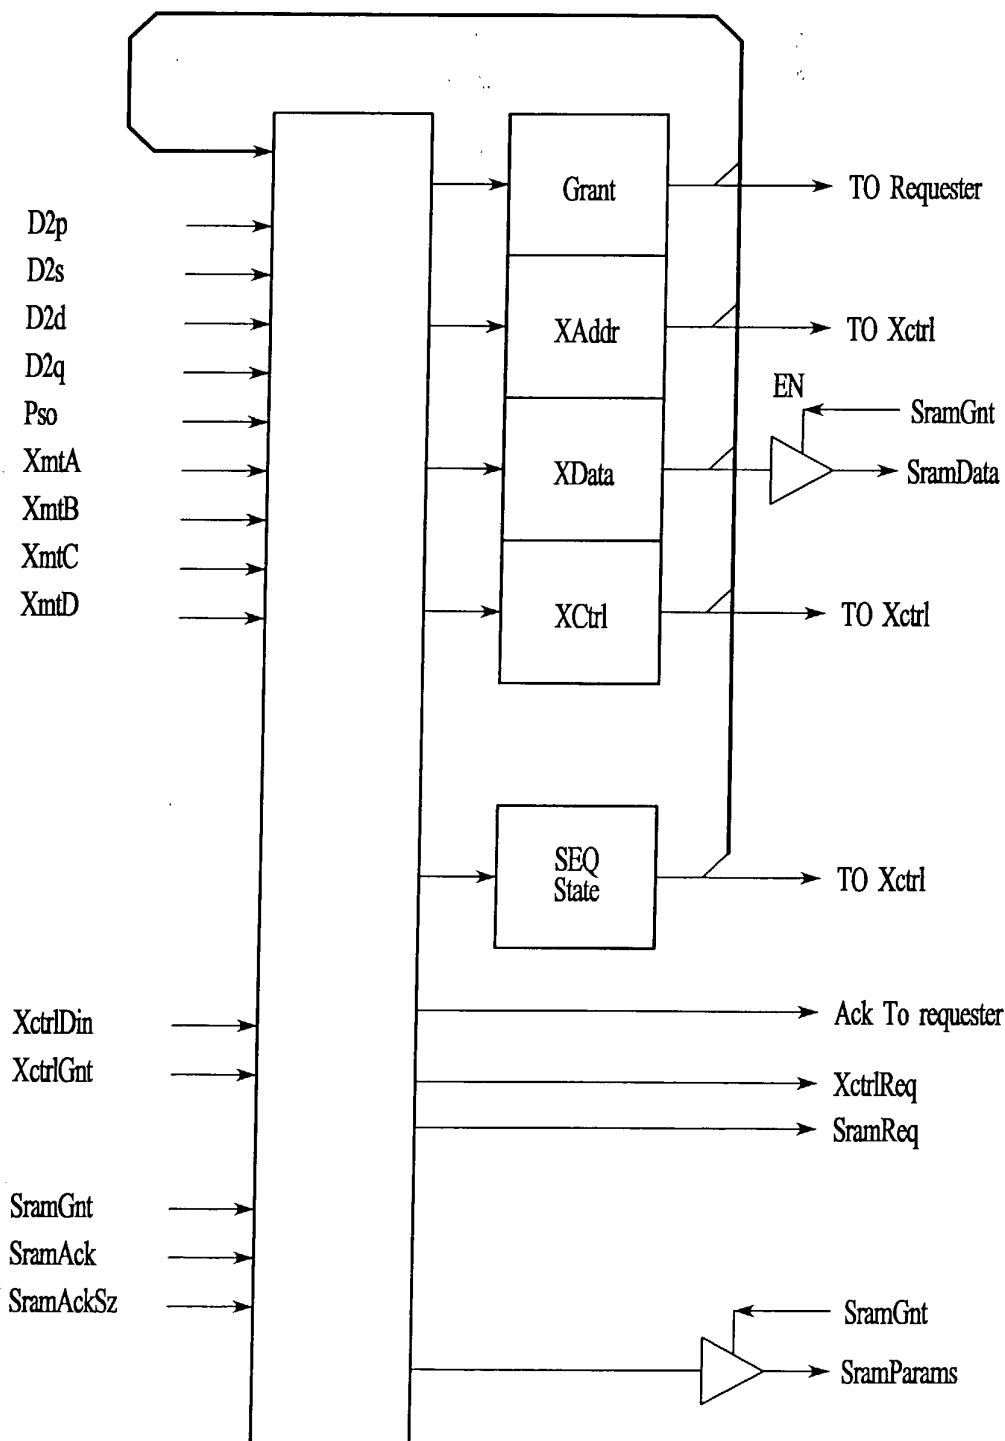 Grant
TO Requester
D2p
D2s
D2d
XAddr
TO Xctrl
D2q
EN
Pso
SramGnt
XmtA
XData
SramData
XmtB
XmtC
XmtD
XCtrl
TO Xctrl
SEQ
State
TO Xctrl
XctrlDin
Ack To requester
XctrlGnt
XctrlReq
SramReq
SramGnt
SramAck
SramAckSz
SramGnt
SramParams